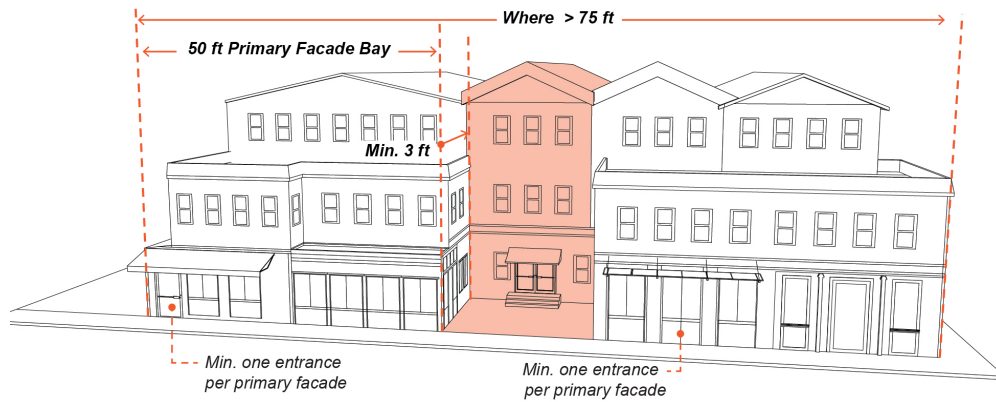 Where > 75 ft
50 ft Primary Facade Bay
Min. 3 ft
Min. one entrance
per primary facade
Min. one entrance
per primary facade